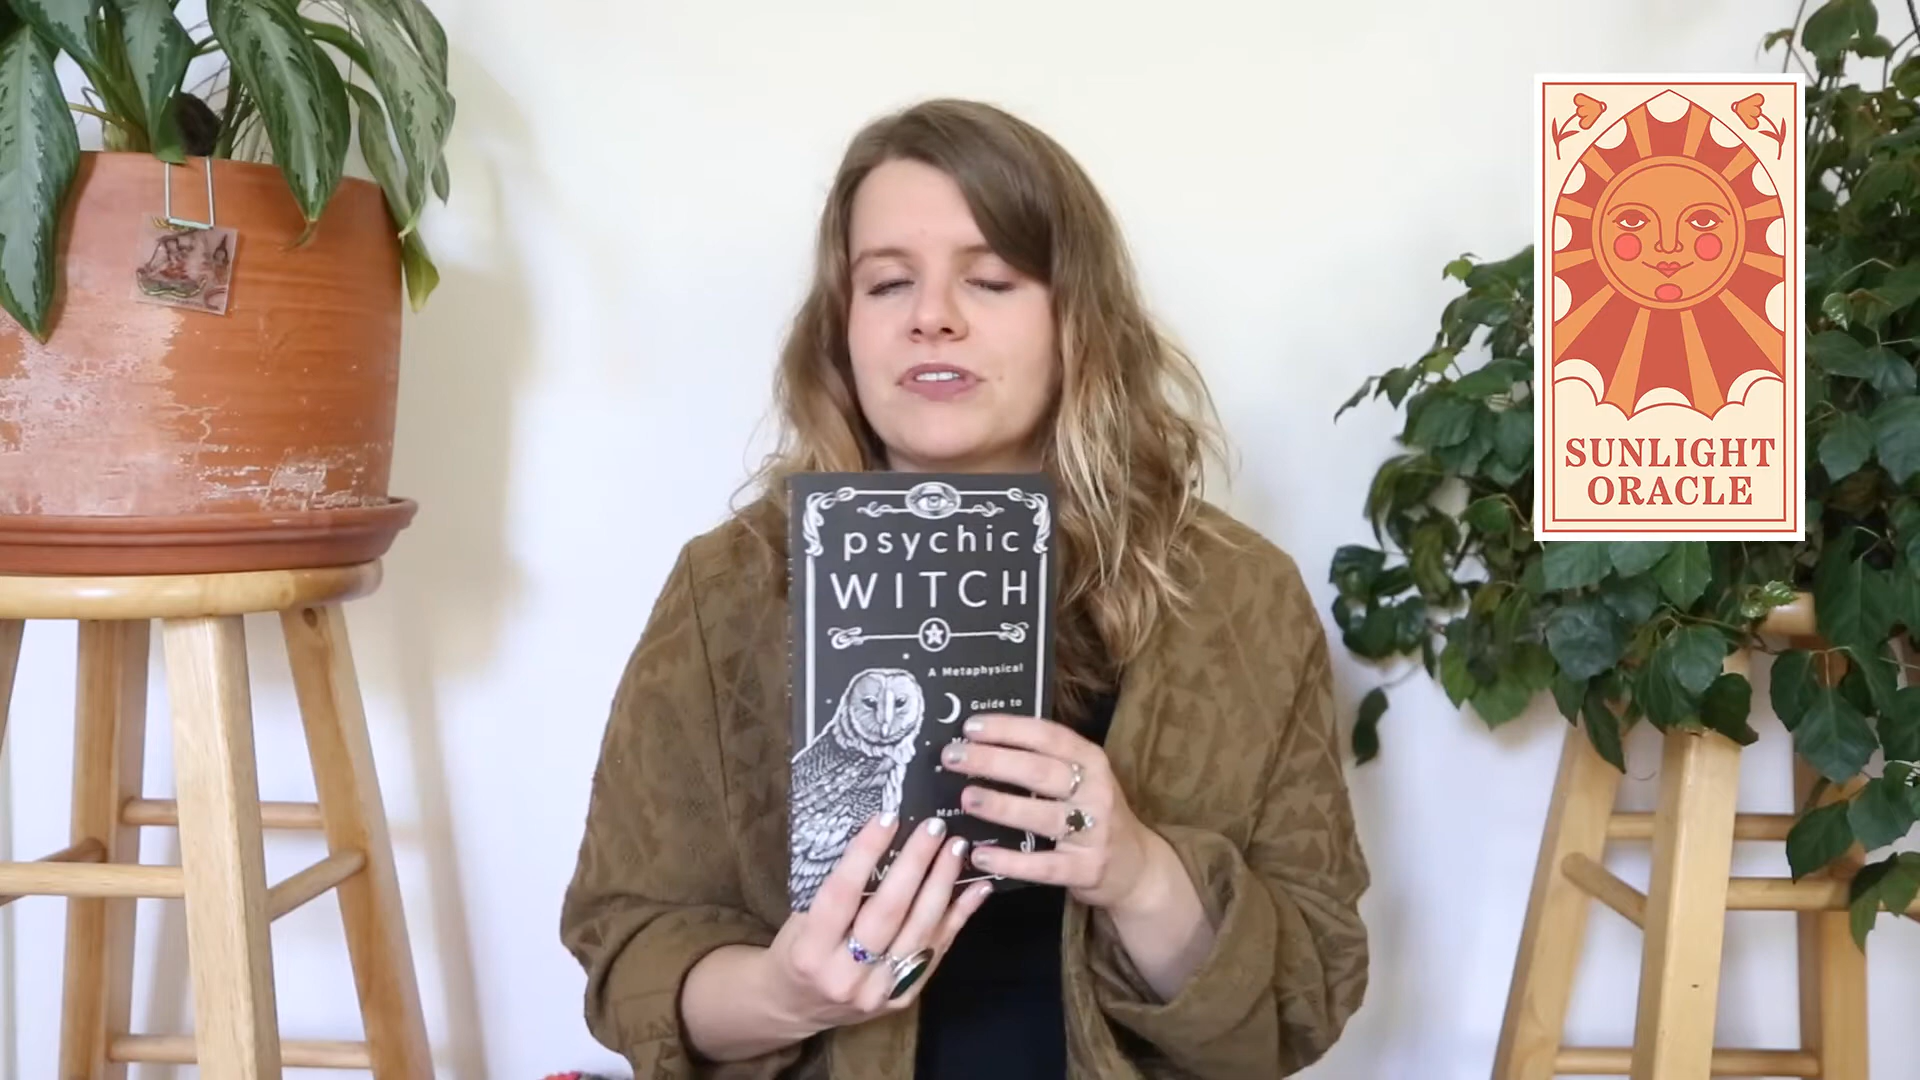 psychic
WITCH
A Metaphysical
Guide to
SUNLIGHT
ORACLE